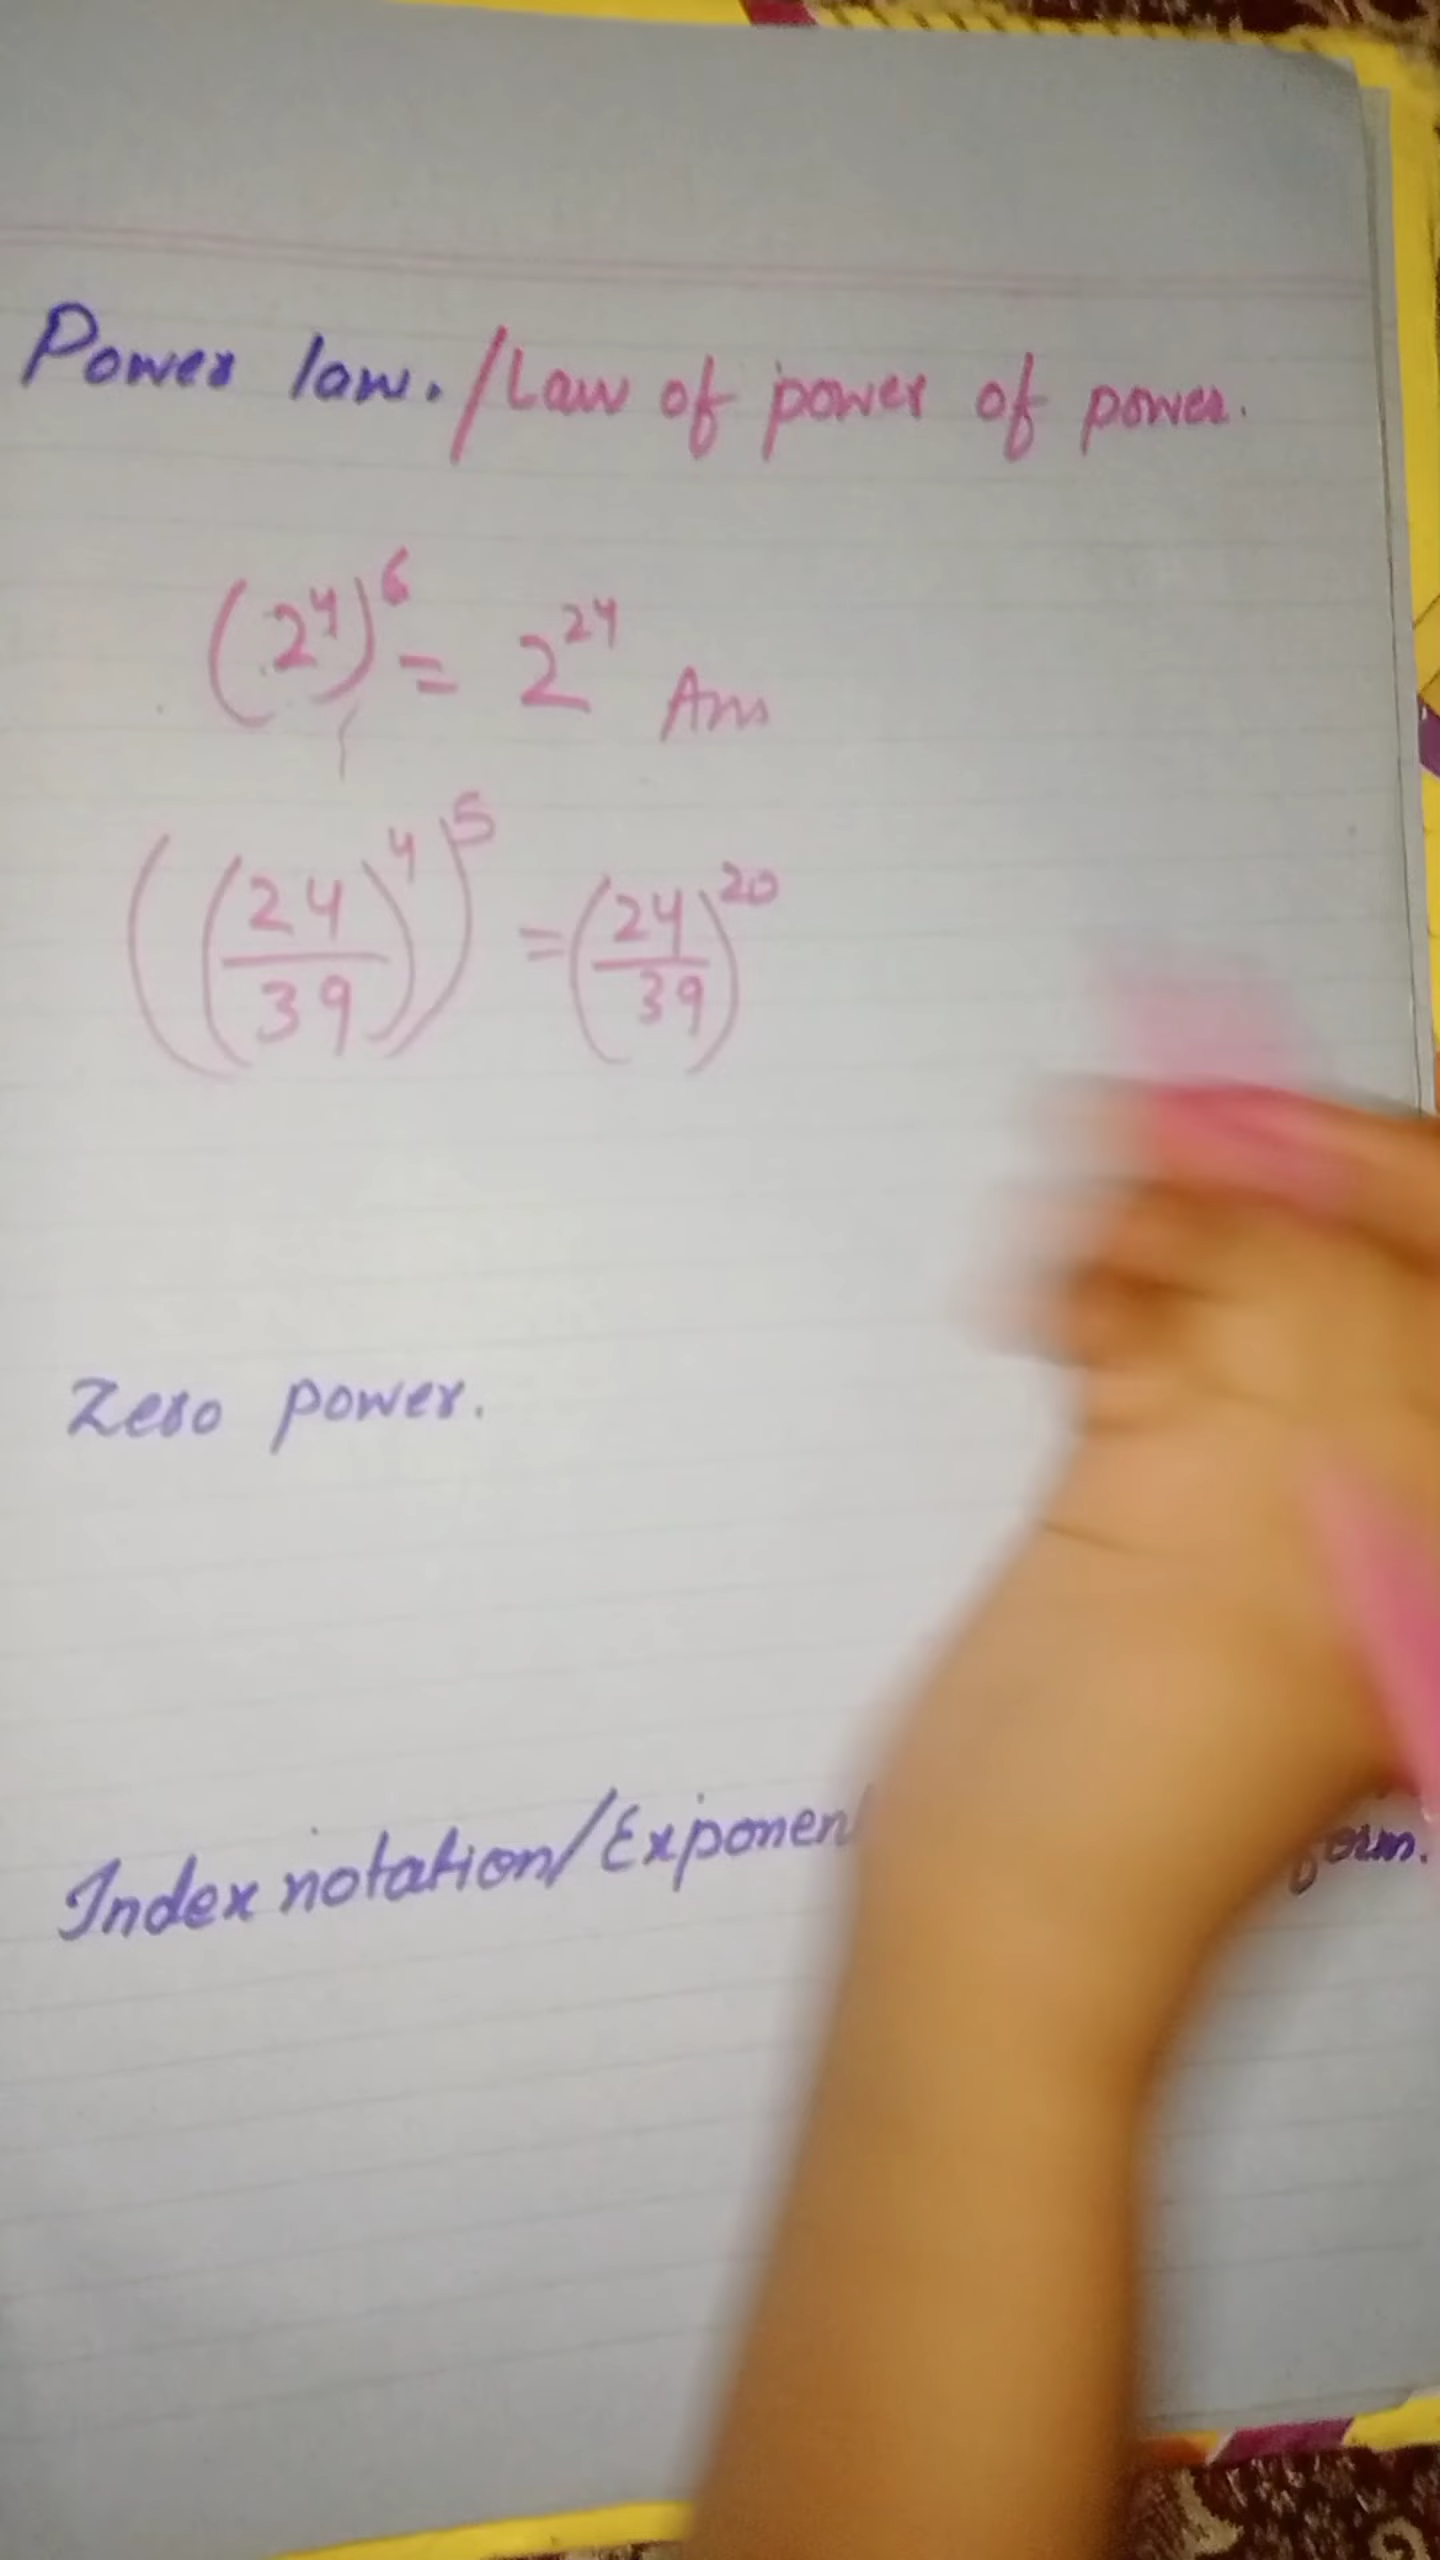 Power law. / Law of power of power.
(2⁴)⁶ = 2²⁴ Ans
((24/39)⁴)⁵ = (24/39)²⁰
Zero power.
Index notation/Exponen form.